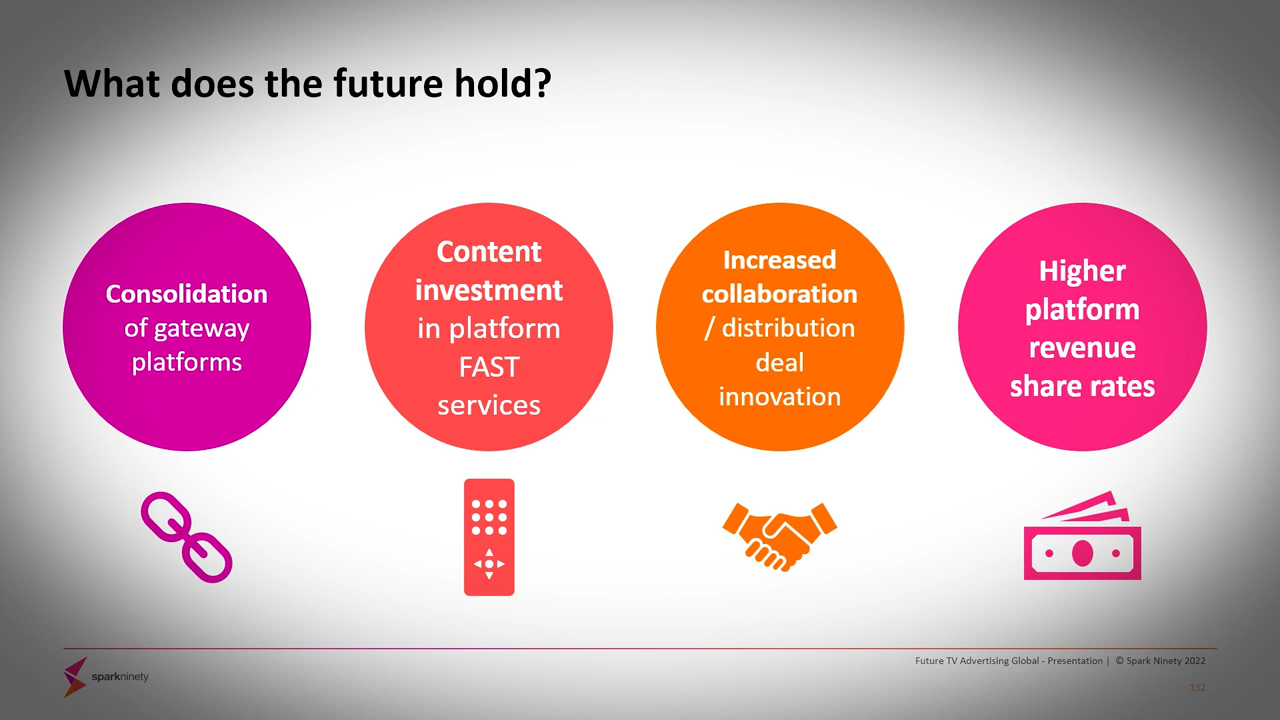 What does the future hold?
Consolidation
of gateway
platforms
Content
investment
in platform
FAST
services
Increased
collaboration
/ distribution
deal
innovation
Higher
platform
revenue
share rates
sparkninety
Future TV Advertising Global - Presentation | © Spark Ninety 2022
132